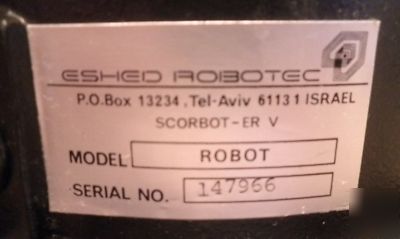 ESHED ROBOTEC
P.O.Box 13234, Tel-Aviv 61131 ISRAEL
SCORBOT-ER V
MODEL ROBOT
SERIAL NO. 147966